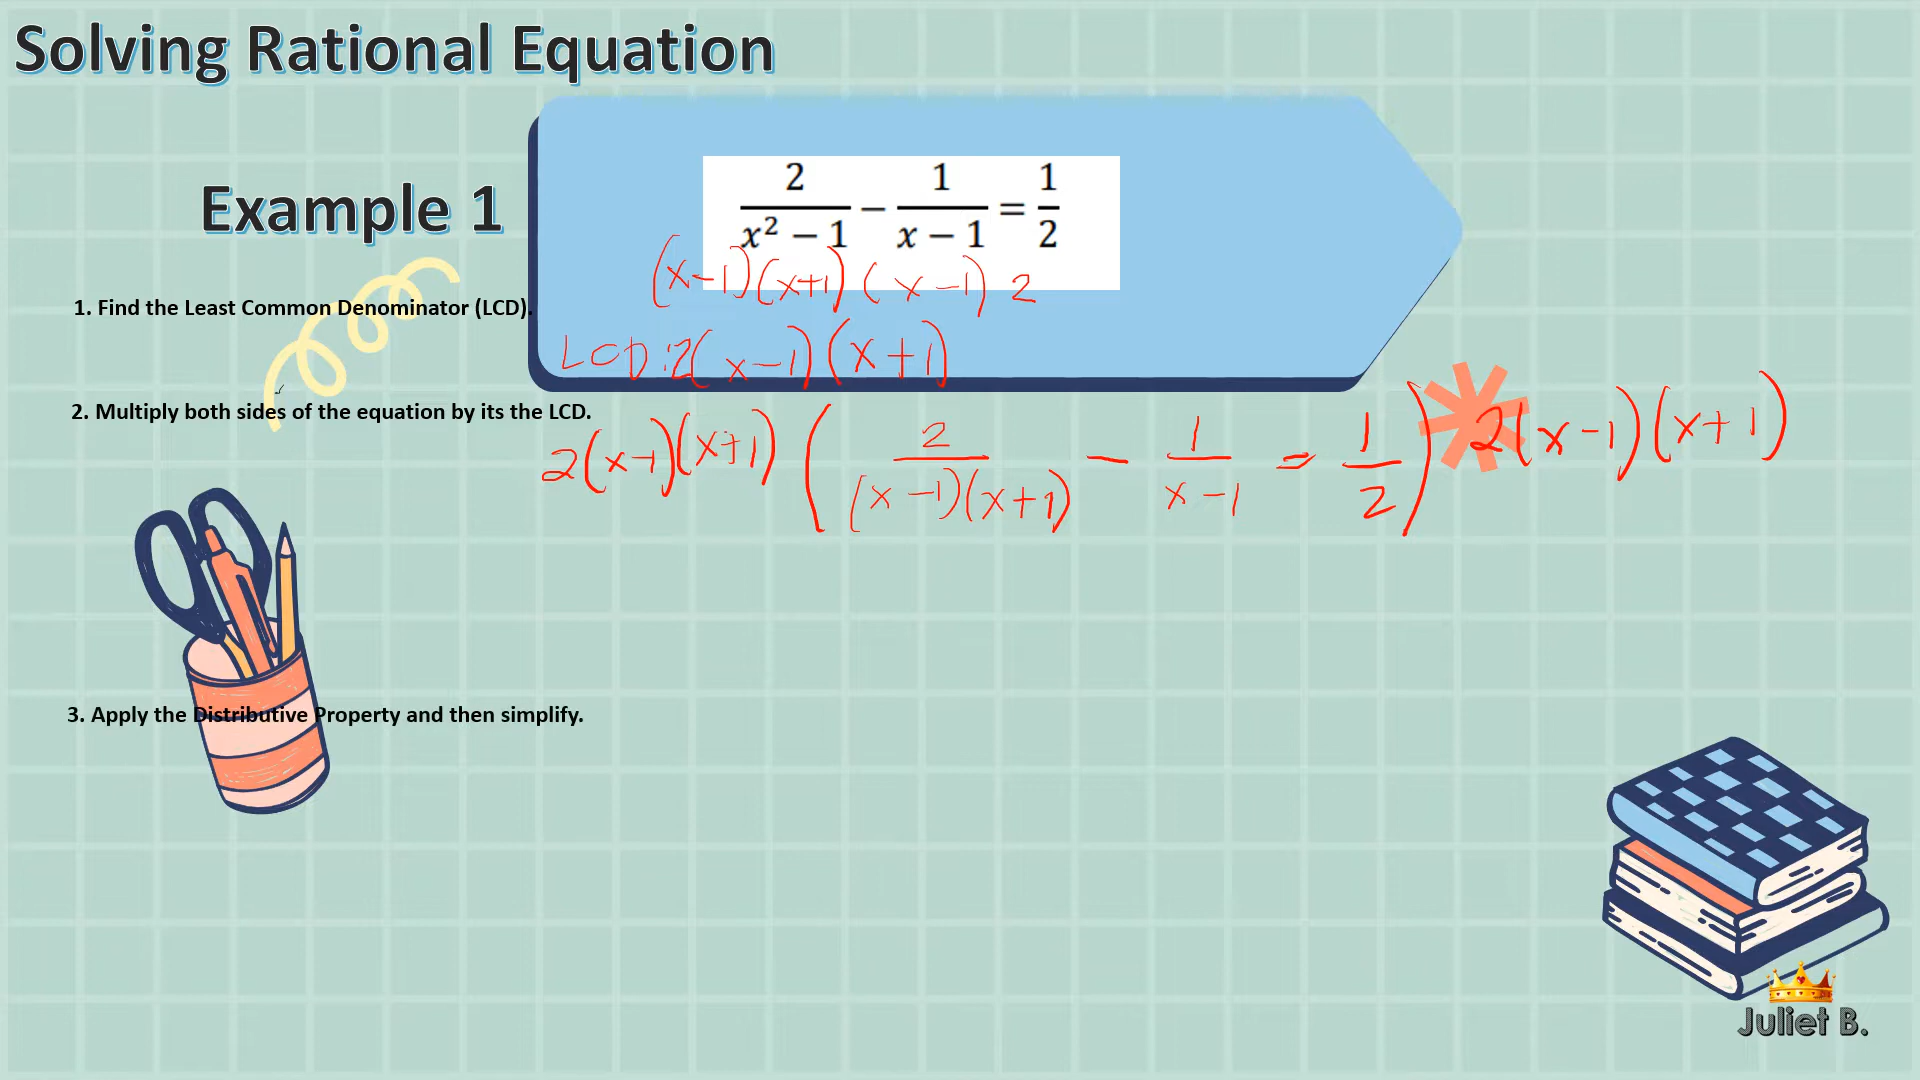 Solving Rational Equation
Example 1
2/(x² − 1) − 1/(x − 1) = 1/2
(x−1)(x+1) (x−1) 2
1. Find the Least Common Denominator (LCD).
LCD: 2(x−1)(x+1)
2. Multiply both sides of the equation by its the LCD.
2(x−1)(x+1) ( 2/((x−1)(x+1)) − 1/(x−1) = 1/2 ) 2(x−1)(x+1)
3. Apply the Distributive Property and then simplify.
Juliet B.